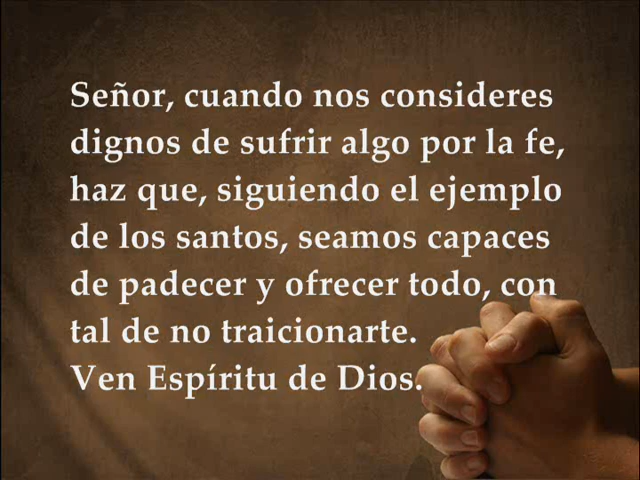 Señor, cuando nos consideres
dignos de sufrir algo por la fe,
haz que, siguiendo el ejemplo
de los santos, seamos capaces
de padecer y ofrecer todo, con
tal de no traicionarte.
Ven Espíritu de Dios.